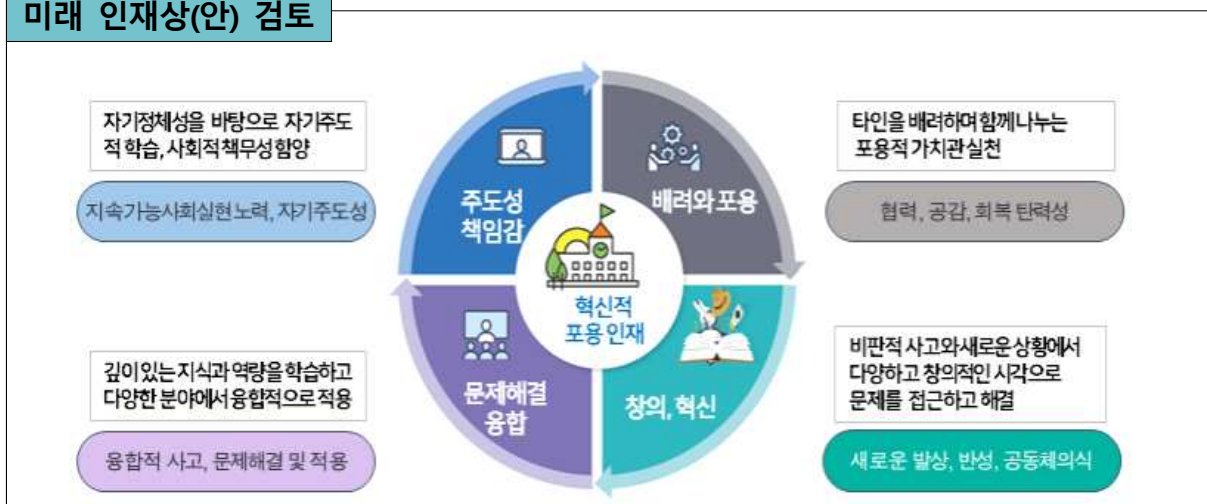 미래 인재상(안) 검토
자기정체성을 바탕으로 자기주도
적 학습, 사회적 책무성 함양
지속가능사회실현 노력, 자기주도성
주도성
책임감
배려와 포용
타인을 배려하며 함께 나누는
포용적 가치관 실천
협력, 공감, 회복 탄력성
혁신적
포용 인재
깊이 있는 지식과 역량을 학습하고
다양한 분야에서 융합적으로 적용
융합적 사고, 문제해결 및 적용
문제해결
융합
창의, 혁신
비판적 사고와 새로운 상황에서
다양하고 창의적인 시각으로
문제를 접근하고 해결
새로운 발상, 반성, 공동체의식